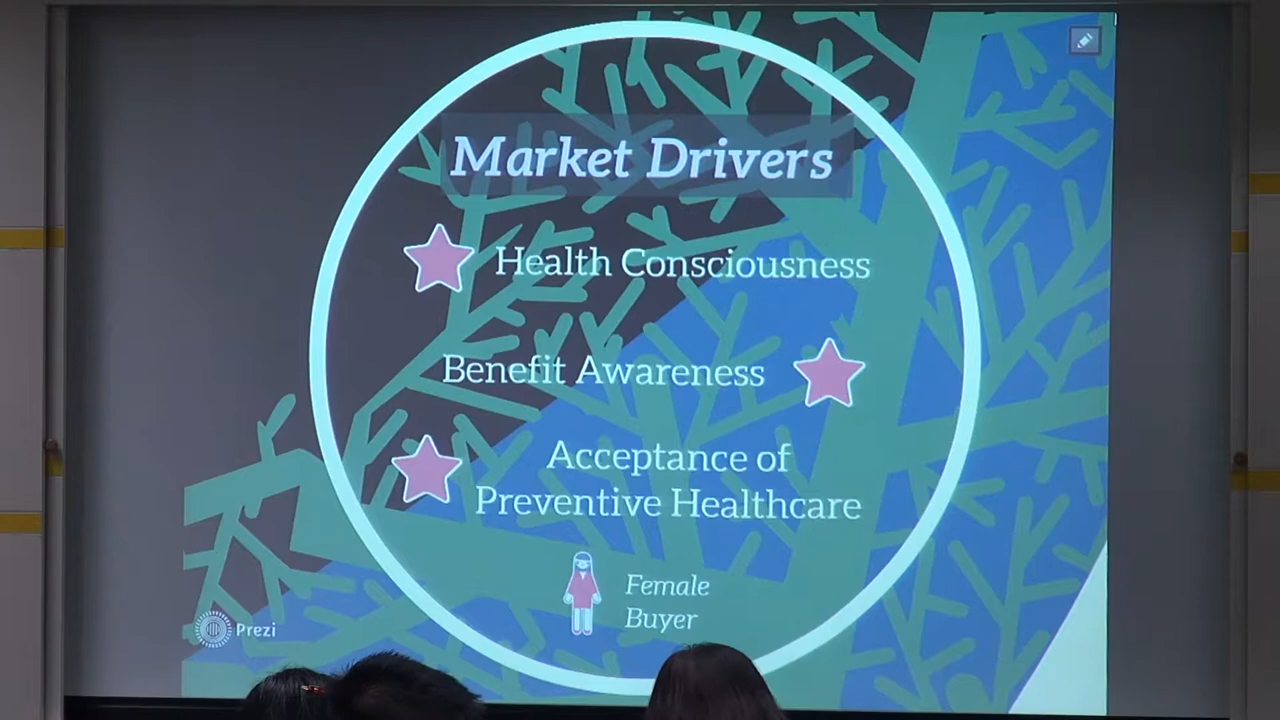 Market Drivers
Health Consciousness
Benefit Awareness
Acceptance of
Preventive Healthcare
Female
Buyer
Prezi